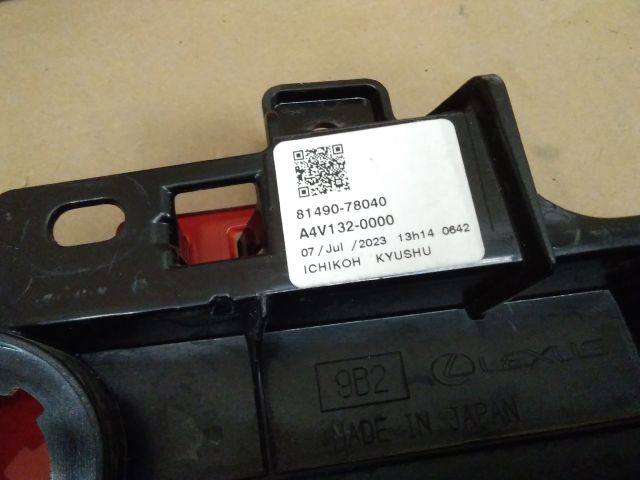 81490-78040
A4V132-0000
07/Jul /2023 13h14 0642
ICHIKOH KYUSHU
9B2 LEXUS
MADE IN JAPAN